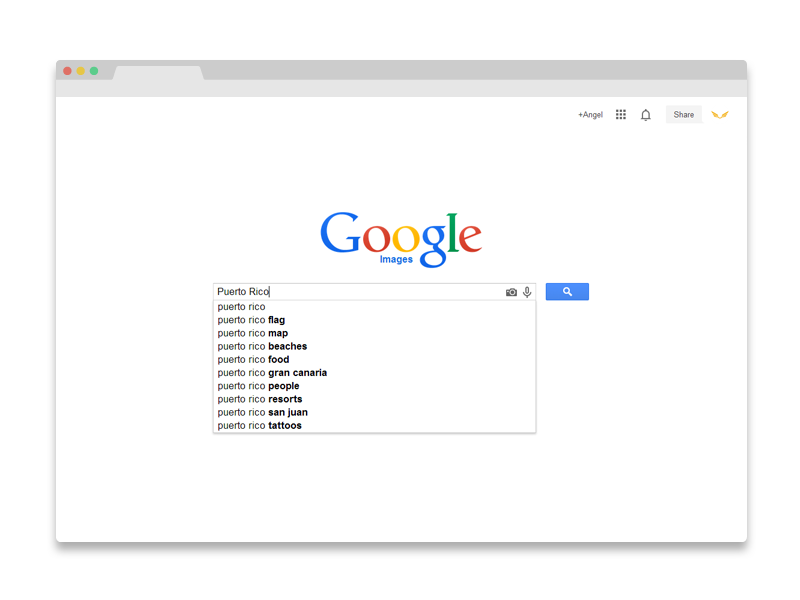 +Angel Share
Google
Images
Puerto Rico
puerto rico
puerto rico flag
puerto rico map
puerto rico beaches
puerto rico food
puerto rico gran canaria
puerto rico people
puerto rico resorts
puerto rico san juan
puerto rico tattoos